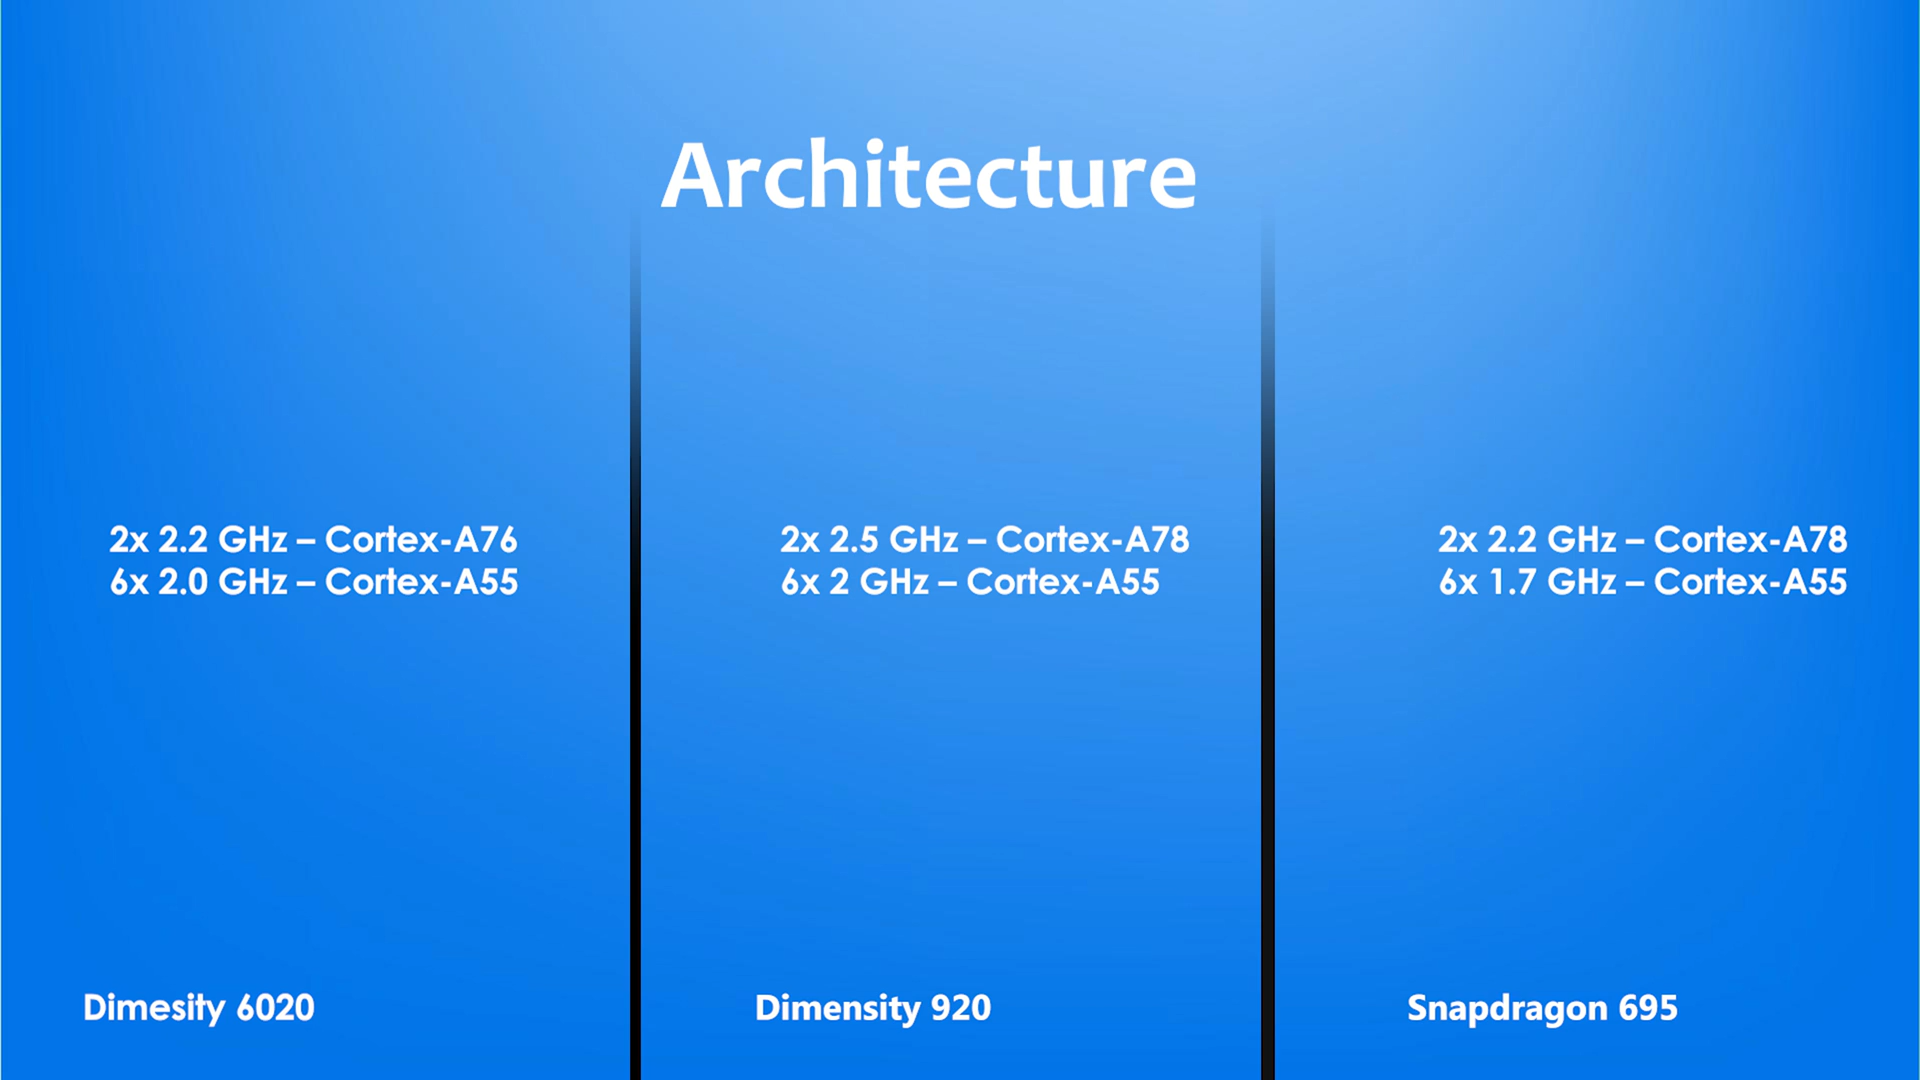 Architecture
2x 2.2 GHz – Cortex-A76
6x 2.0 GHz – Cortex-A55
2x 2.5 GHz – Cortex-A78
6x 2 GHz – Cortex-A55
2x 2.2 GHz – Cortex-A78
6x 1.7 GHz – Cortex-A55
Dimesity 6020
Dimensity 920
Snapdragon 695